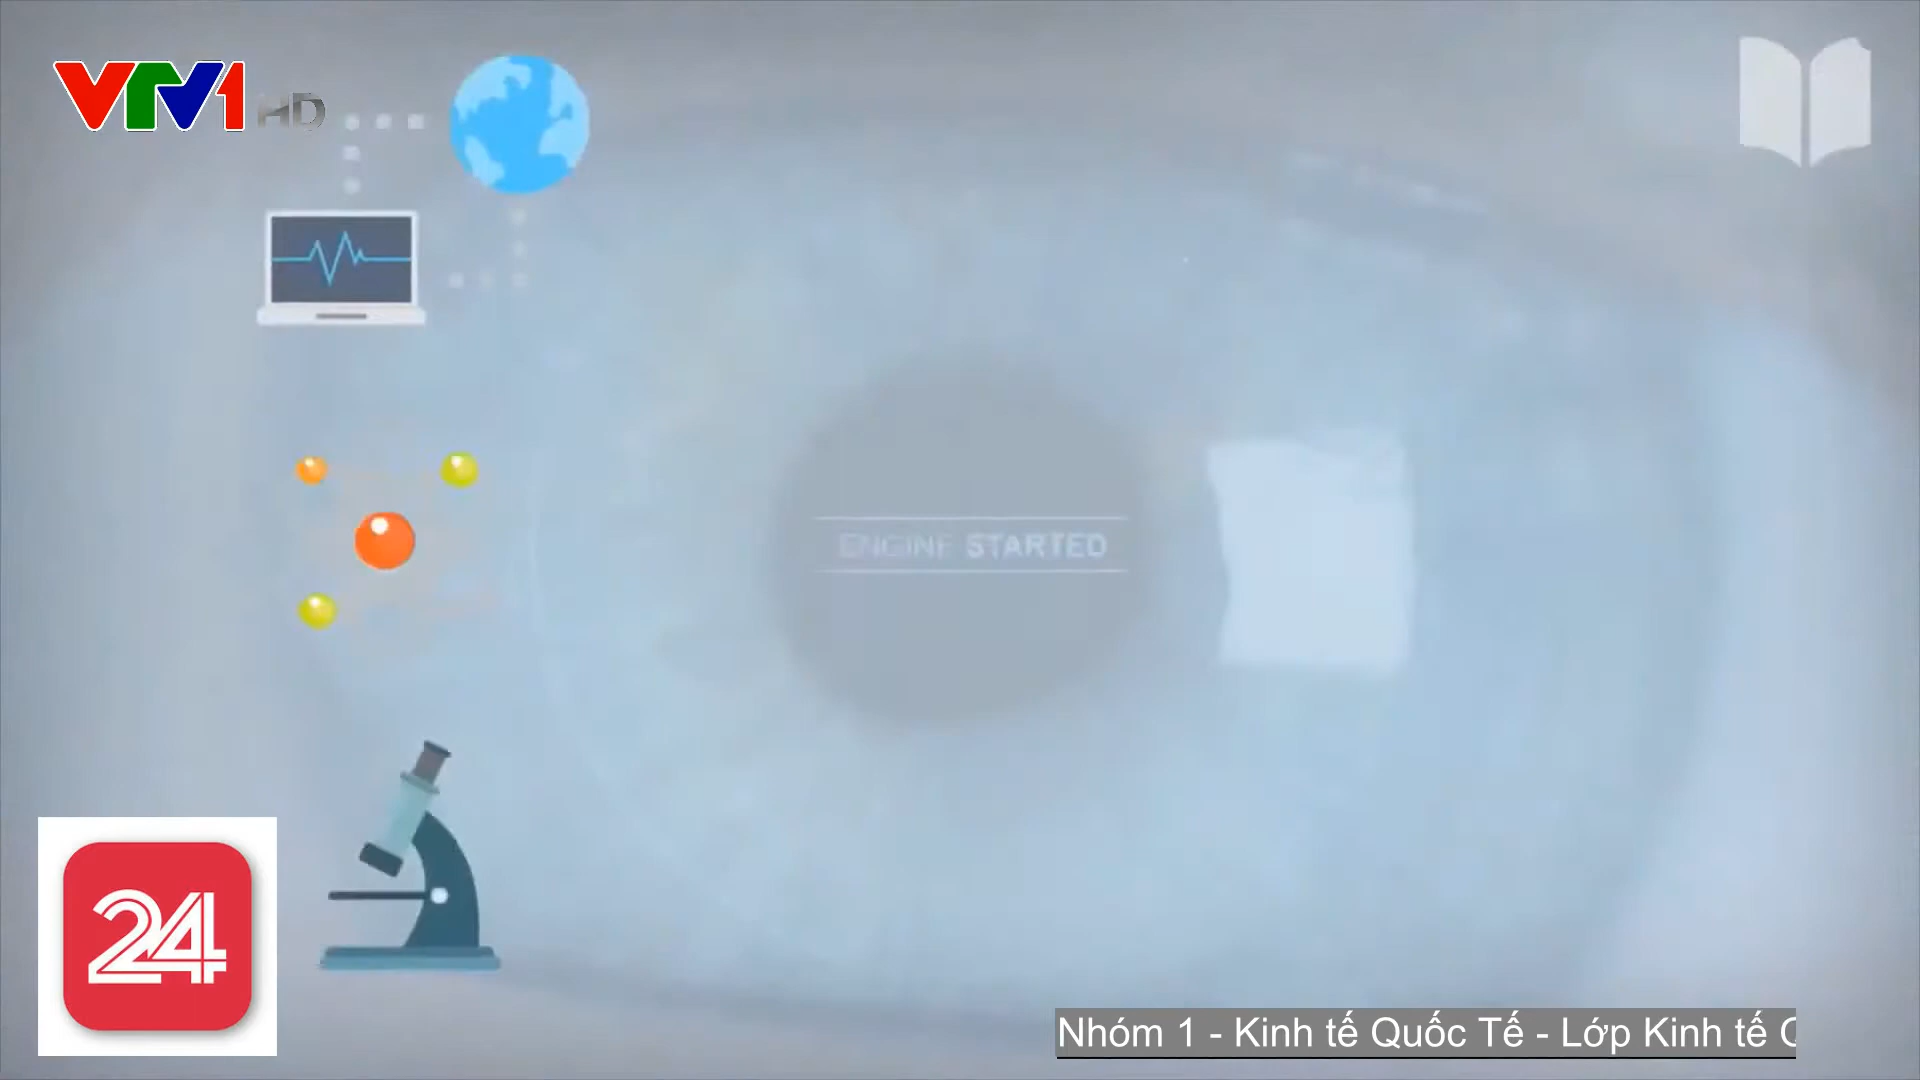 VTV1 HD
ENGINE STARTED
24
Nhóm 1 - Kinh tế Quốc Tế - Lớp Kinh tế